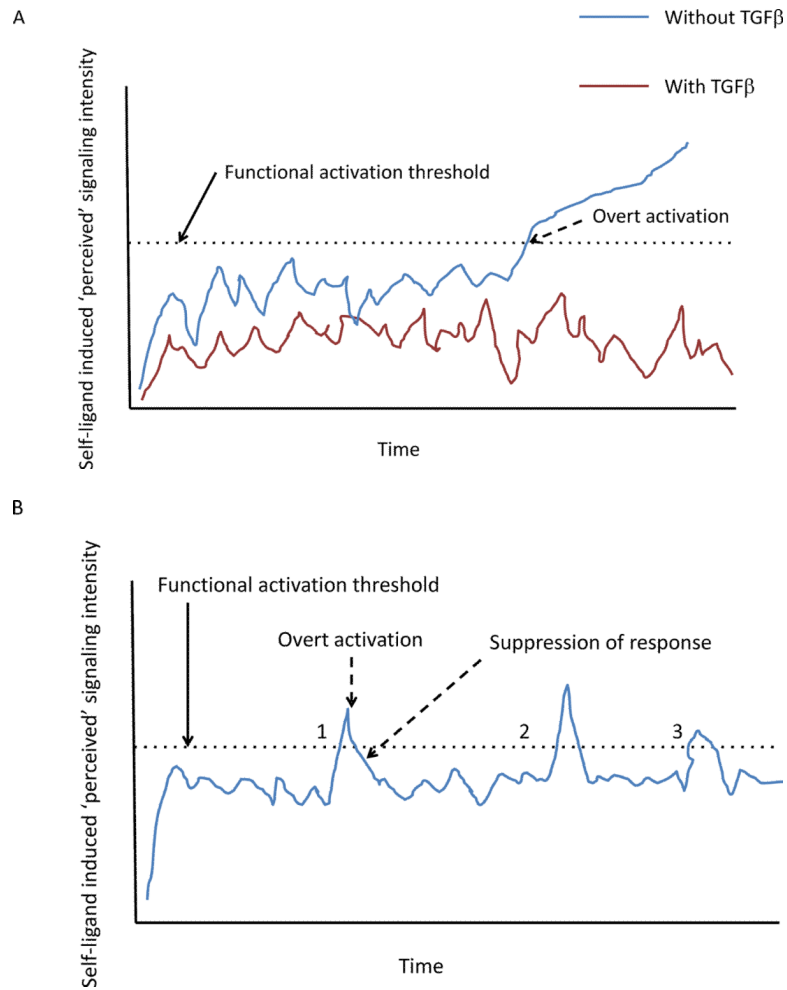 A
Without TGFβ
With TGFβ
Self-ligand induced 'perceived' signaling intensity
Functional activation threshold
Overt activation
Time
B
Self-ligand induced 'perceived' signaling intensity
Functional activation threshold
Overt activation
Suppression of response
1
2
3
Time